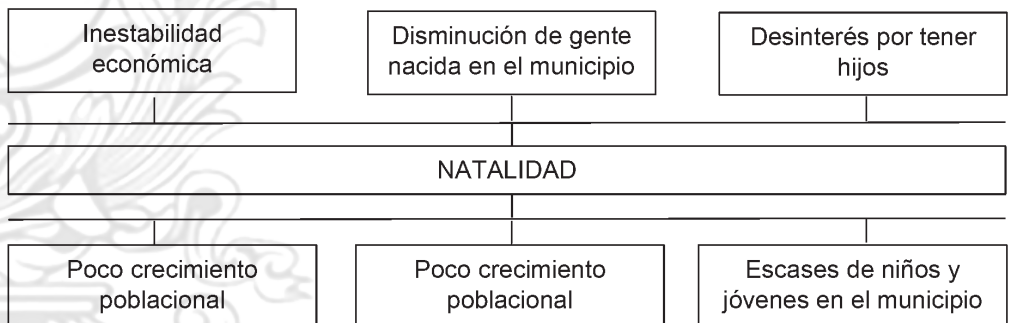 Inestabilidad
económica
Disminución de gente
nacida en el municipio
Desinterés por tener
hijos
NATALIDAD
Poco crecimiento
poblacional
Poco crecimiento
poblacional
Escases de niños y
jóvenes en el municipio